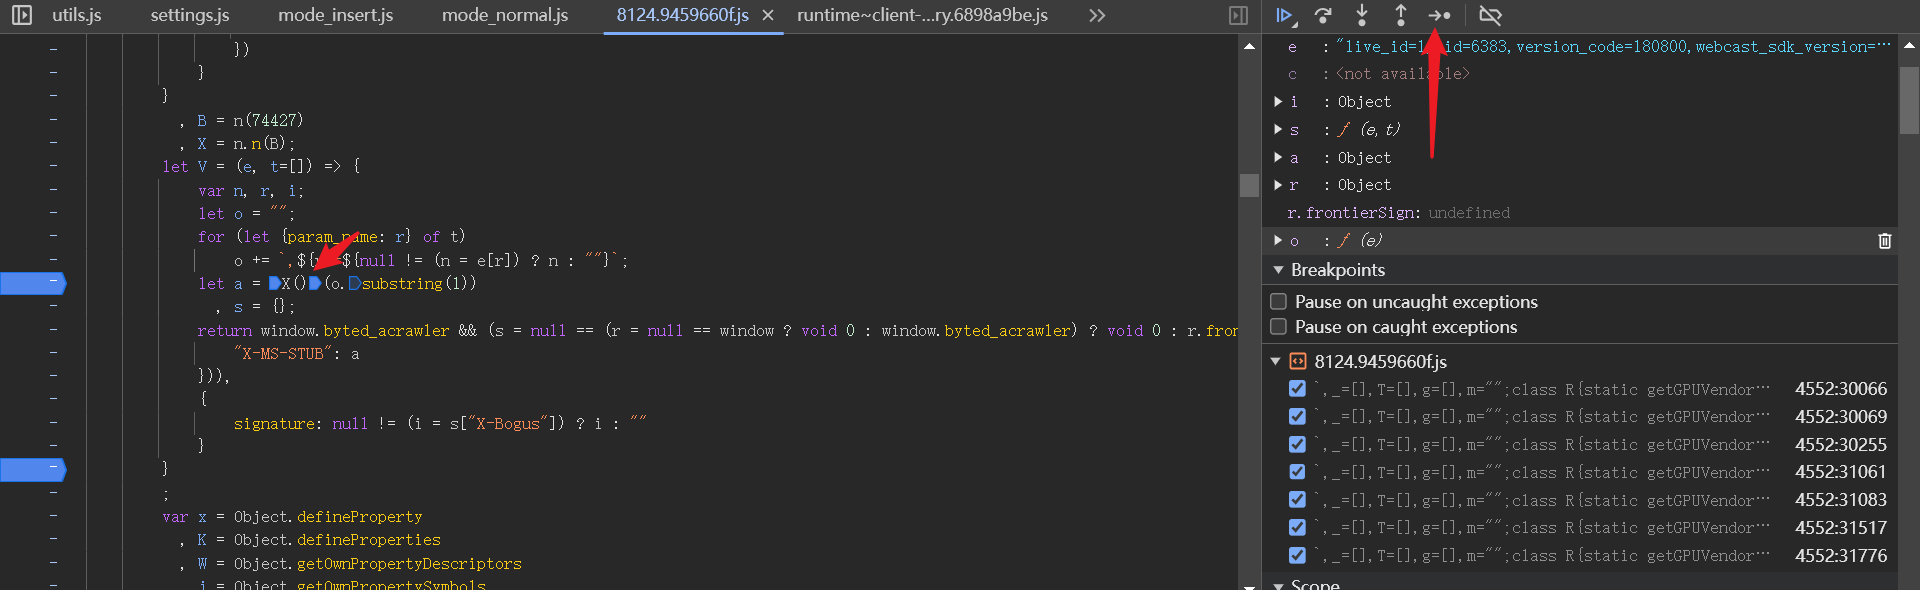 utils.js settings.js mode_insert.js mode_normal.js 8124.9459660f.js × runtime~client-...ry.6898a9be.js »
})
}
}
, B = n(74427)
, X = n.n(B);
let V = (e, t=[]) => {
var n, r, i;
let o = "";
for (let {param_name: r} of t)
o += `,${ ${null != (n = e[r]) ? n : ""}`;
let a = X()(o.substring(1))
, s = {};
return window.byted_acrawler && (s = null == (r = null == window ? void 0 : window.byted_acrawler) ? void 0 : r.fron
"X-MS-STUB": a
})),
{
signature: null != (i = s["X-Bogus"]) ? i : ""
}
}
;
var x = Object.defineProperty
, K = Object.defineProperties
, W = Object.getOwnPropertyDescriptors
i = Object.getOwnPropertySymbols
e : "live_id=1 id=6383,version_code=180800,webcast_sdk_version=…
c : <not available>
i : Object
s : ƒ (e,t)
a : Object
r : Object
r.frontierSign: undefined
o : ƒ (e)
Breakpoints
Pause on uncaught exceptions
Pause on caught exceptions
8124.9459660f.js
`,_=[],T=[],g=[],m="";class R{static getGPUVendor… 4552:30066
`,_=[],T=[],g=[],m="";class R{static getGPUVendor… 4552:30069
`,_=[],T=[],g=[],m="";class R{static getGPUVendor… 4552:30255
`,_=[],T=[],g=[],m="";class R{static getGPUVendor… 4552:31061
`,_=[],T=[],g=[],m="";class R{static getGPUVendor… 4552:31083
`,_=[],T=[],g=[],m="";class R{static getGPUVendor… 4552:31517
`,_=[],T=[],g=[],m="";class R{static getGPUVendor… 4552:31776
Scope